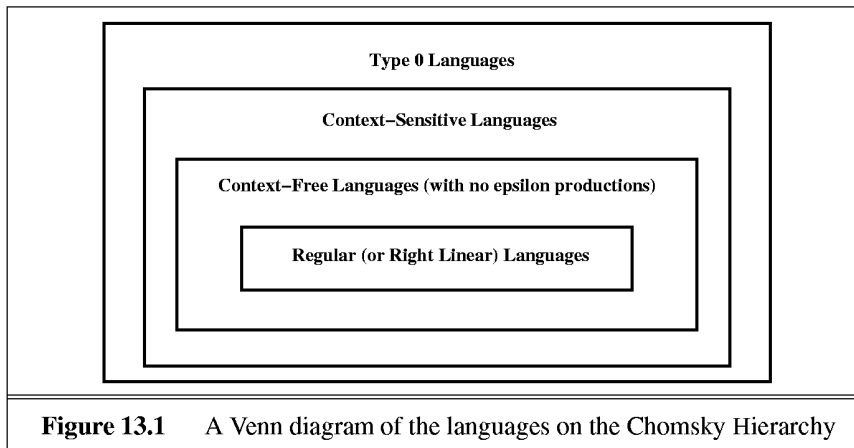 Type 0 Languages
Context–Sensitive Languages
Context–Free Languages (with no epsilon productions)
Regular (or Right Linear) Languages
Figure 13.1 A Venn diagram of the languages on the Chomsky Hierarchy